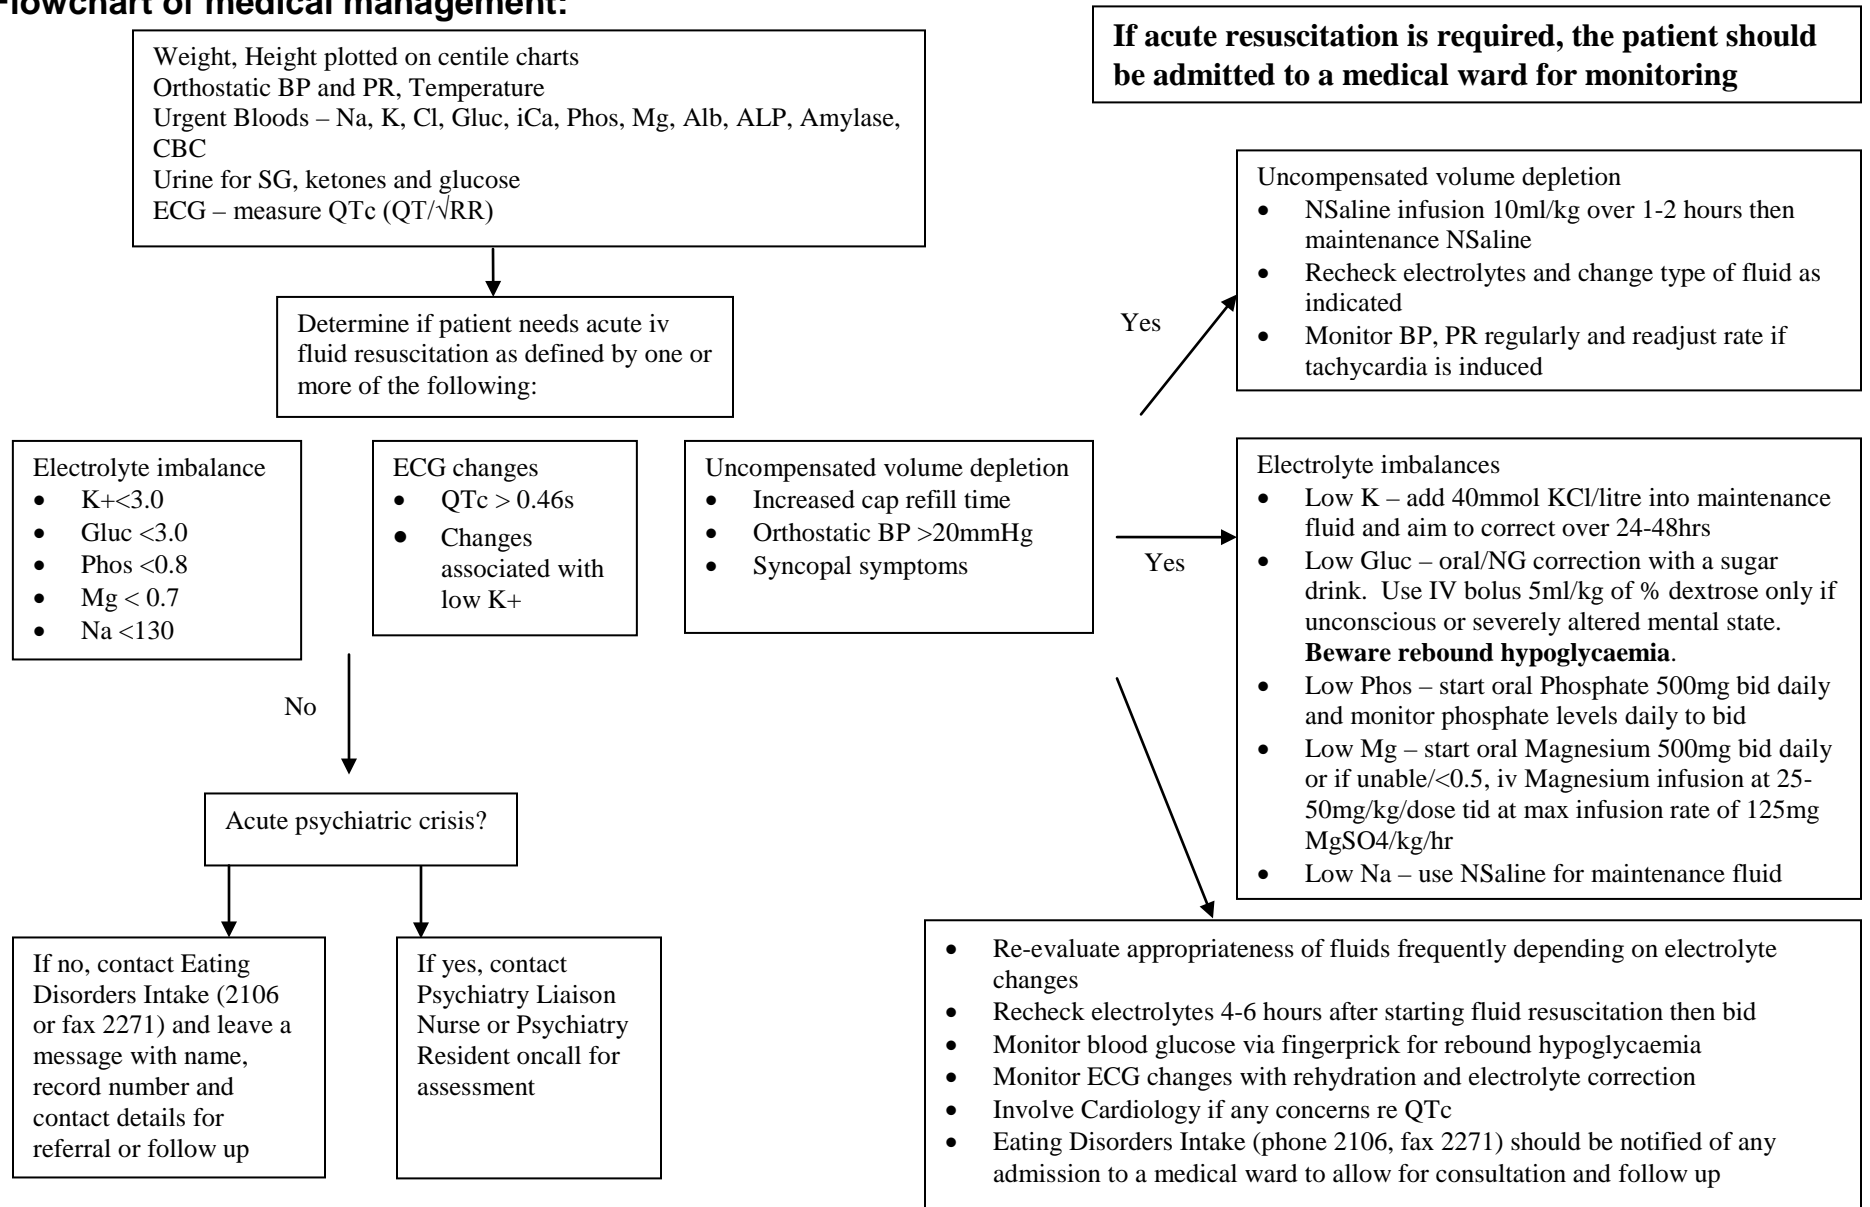 Flowchart of medical management:
If acute resuscitation is required, the patient should
be admitted to a medical ward for monitoring
Weight, Height plotted on centile charts
Orthostatic BP and PR, Temperature
Urgent Bloods – Na, K, Cl, Gluc, iCa, Phos, Mg, Alb, ALP, Amylase,
CBC
Urine for SG, ketones and glucose
ECG – measure QTc (QT/√RR)
Determine if patient needs acute iv
fluid resuscitation as defined by one or
more of the following:
Electrolyte imbalance
• K+<3.0
• Gluc <3.0
• Phos <0.8
• Mg < 0.7
• Na <130
ECG changes
• QTc > 0.46s
• Changes
associated with
low K+
Uncompensated volume depletion
• Increased cap refill time
• Orthostatic BP >20mmHg
• Syncopal symptoms
Yes
Uncompensated volume depletion
• NSaline infusion 10ml/kg over 1-2 hours then
maintenance NSaline
• Recheck electrolytes and change type of fluid as
indicated
• Monitor BP, PR regularly and readjust rate if
tachycardia is induced
Yes
Electrolyte imbalances
• Low K – add 40mmol KCl/litre into maintenance
fluid and aim to correct over 24-48hrs
• Low Gluc – oral/NG correction with a sugar
drink. Use IV bolus 5ml/kg of % dextrose only if
unconscious or severely altered mental state.
Beware rebound hypoglycaemia.
• Low Phos – start oral Phosphate 500mg bid daily
and monitor phosphate levels daily to bid
• Low Mg – start oral Magnesium 500mg bid daily
or if unable/<0.5, iv Magnesium infusion at 25-
50mg/kg/dose tid at max infusion rate of 125mg
MgSO4/kg/hr
• Low Na – use NSaline for maintenance fluid
No
Acute psychiatric crisis?
If no, contact Eating
Disorders Intake (2106
or fax 2271) and leave a
message with name,
record number and
contact details for
referral or follow up
If yes, contact
Psychiatry Liaison
Nurse or Psychiatry
Resident oncall for
assessment
• Re-evaluate appropriateness of fluids frequently depending on electrolyte
changes
• Recheck electrolytes 4-6 hours after starting fluid resuscitation then bid
• Monitor blood glucose via fingerprick for rebound hypoglycaemia
• Monitor ECG changes with rehydration and electrolyte correction
• Involve Cardiology if any concerns re QTc
• Eating Disorders Intake (phone 2106, fax 2271) should be notified of any
admission to a medical ward to allow for consultation and follow up